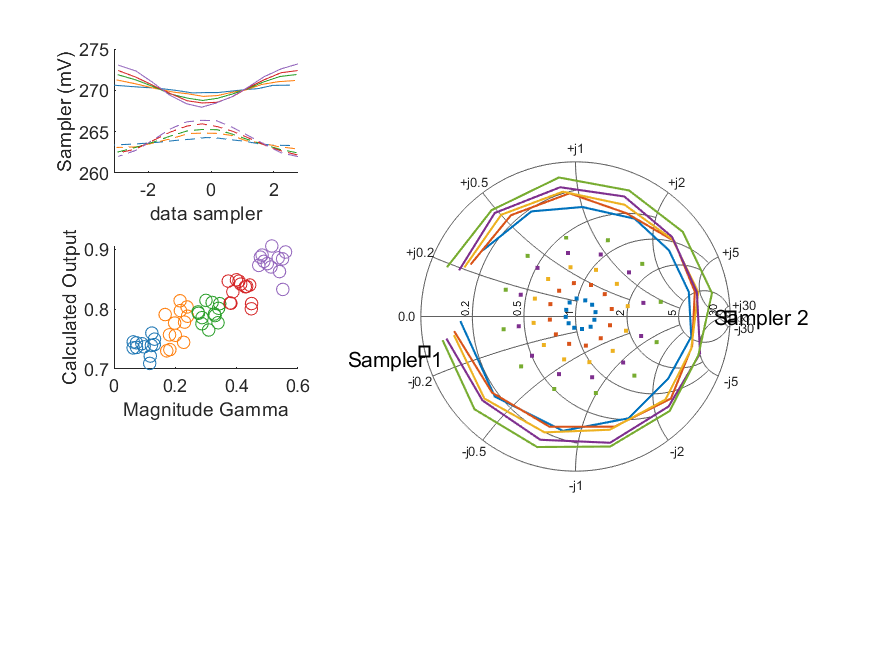 275
270
265
260
Sampler (mV)
-2
0
2
data sampler
0.9
0.8
0.7
Calculated Output
0
0.2
0.4
0.6
Magnitude Gamma
+j1
+j0.5
+j2
+j0.2
+j5
0.0
0.2
0.5
1
2
5
30
+j30
-j30
Sampler 1
Sampler 2
-j0.2
-j5
-j0.5
-j2
-j1